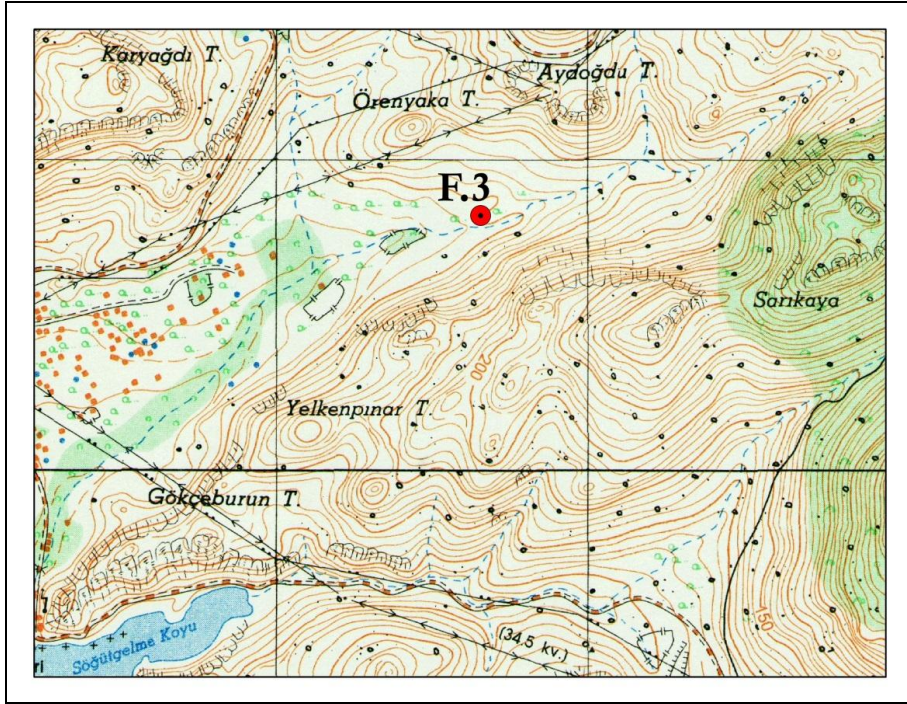 Karyağdı T.
Aydoğdu T.
Örenyaka T.
F.3
Sarıkaya
200
Yelkenpınar T.
Gökçeburun T.
150
Söğütgelme Koyu
(34,5 kv.)